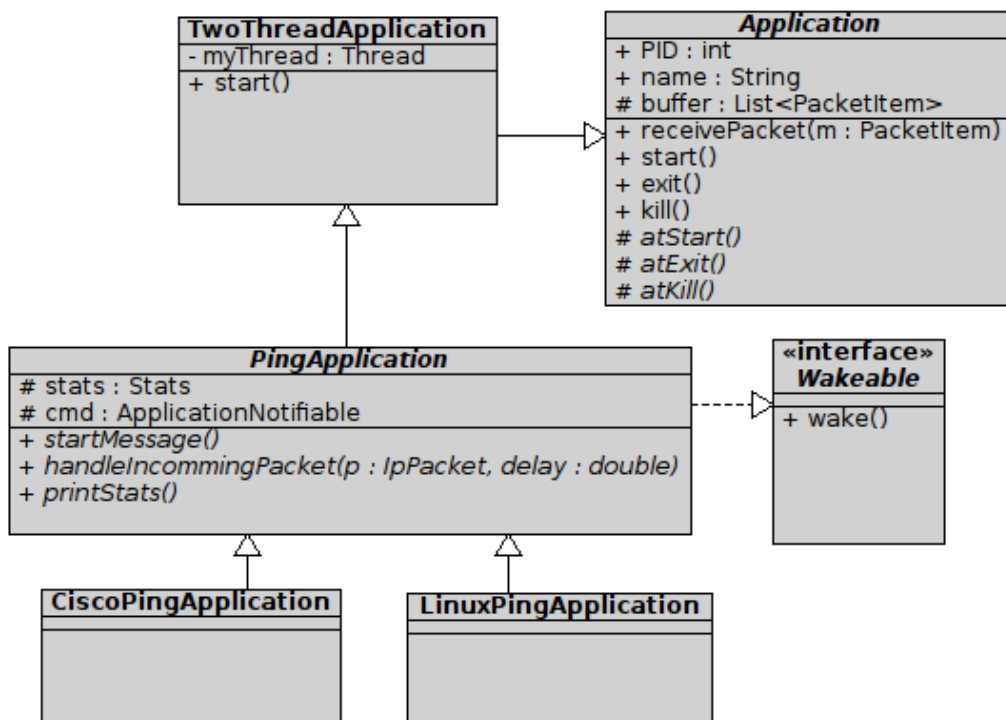 TwoThreadApplication
- myThread : Thread
+ start()
Application
+ PID : int
+ name : String
# buffer : List<PacketItem>
+ receivePacket(m : PacketItem)
+ start()
+ exit()
+ kill()
# atStart()
# atExit()
# atKill()
PingApplication
# stats : Stats
# cmd : ApplicationNotifiable
+ startMessage()
+ handleIncommingPacket(p : IpPacket, delay : double)
+ printStats()
«interface»
Wakeable
+ wake()
CiscoPingApplication
LinuxPingApplication